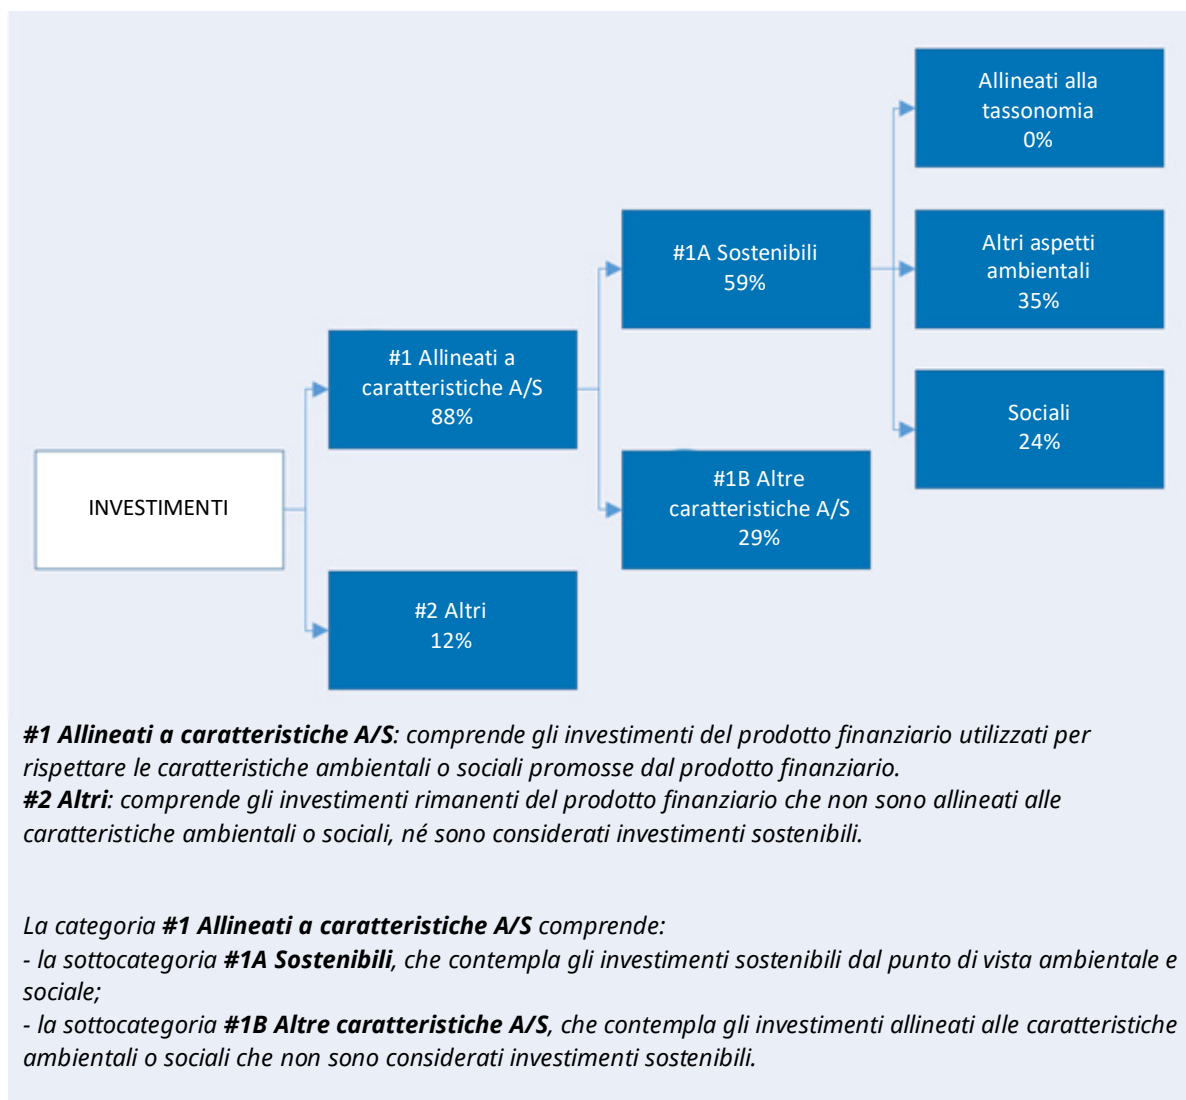 Allineati alla
tassonomia
0%
Altri aspetti
ambientali
35%
Sociali
24%
#1A Sostenibili
59%
#1B Altre
caratteristiche A/S
29%
#1 Allineati a
caratteristiche A/S
88%
INVESTIMENTI
#2 Altri
12%
#1 Allineati a caratteristiche A/S: comprende gli investimenti del prodotto finanziario utilizzati per
rispettare le caratteristiche ambientali o sociali promosse dal prodotto finanziario.
#2 Altri: comprende gli investimenti rimanenti del prodotto finanziario che non sono allineati alle
caratteristiche ambientali o sociali, né sono considerati investimenti sostenibili.
La categoria #1 Allineati a caratteristiche A/S comprende:
- la sottocategoria #1A Sostenibili, che contempla gli investimenti sostenibili dal punto di vista ambientale e
sociale;
- la sottocategoria #1B Altre caratteristiche A/S, che contempla gli investimenti allineati alle caratteristiche
ambientali o sociali che non sono considerati investimenti sostenibili.